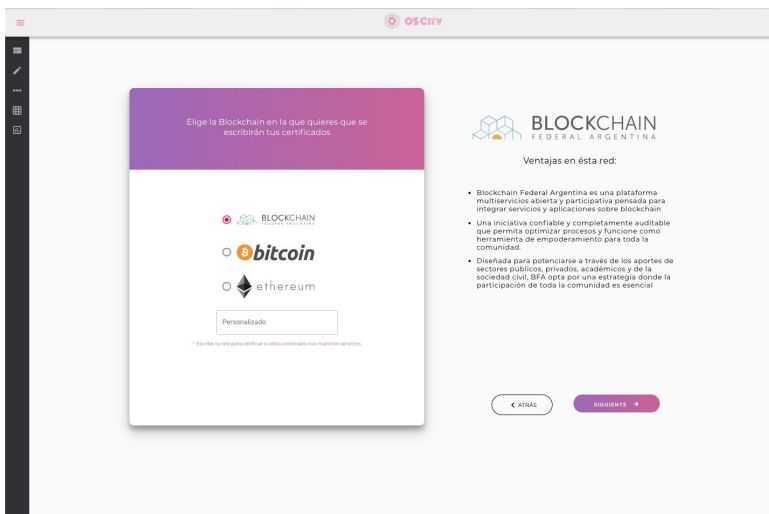 OS CITY
Elige la Blockchain en la que quieres que se
escribirán tus certificados
BLOCKCHAIN
FEDERAL ARGENTINA
bitcoin
ethereum
Personalizado
* Escribe tu red para verificar si está conectada con nuestros servicios
BLOCKCHAIN
FEDERAL ARGENTINA
Ventajas en ésta red:
• Blockchain Federal Argentina es una plataforma
multiservicios abierta y participativa pensada para
integrar servicios y aplicaciones sobre blockchain
• Una iniciativa confiable y completamente auditable
que permita optimizar procesos y funcione como
herramienta de empoderamiento para toda la
comunidad.
• Diseñada para potenciarse a través de los aportes de
sectores públicos, privados, académicos y de la
sociedad civil, BFA opta por una estrategia donde la
participación de toda la comunidad es esencial
ATRÁS
SIGUIENTE